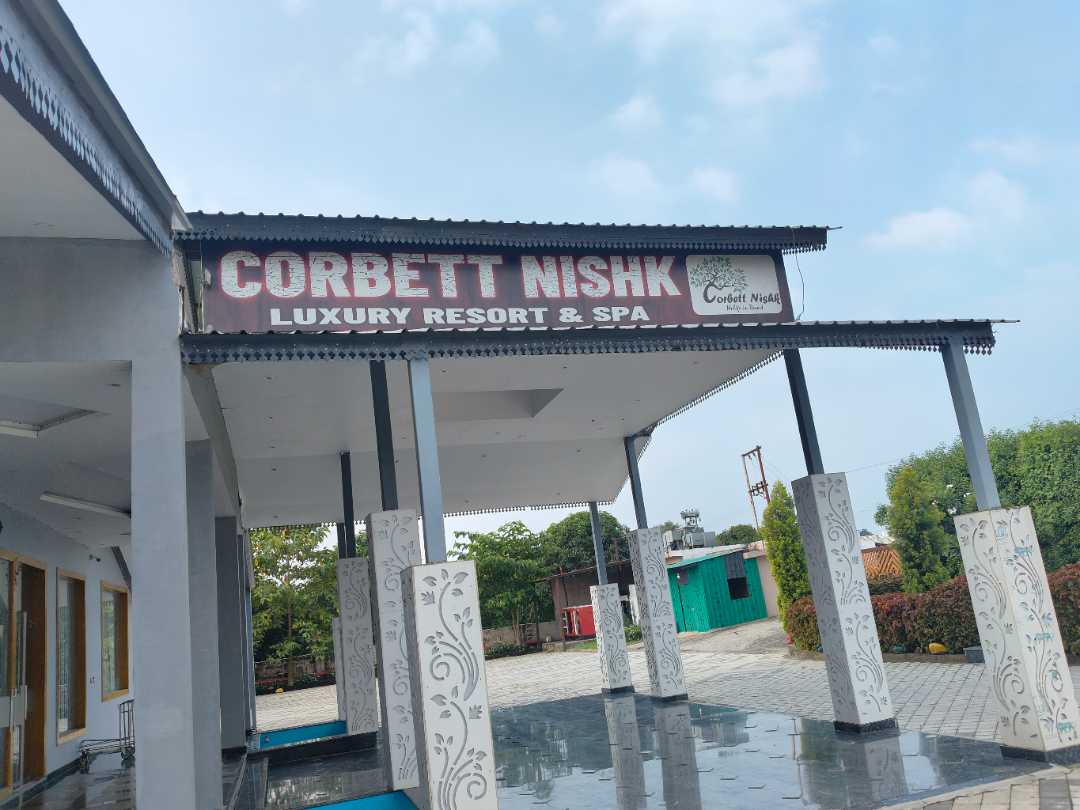 CORBETT NISHK
LUXURY RESORT & SPA
Corbett Nishk